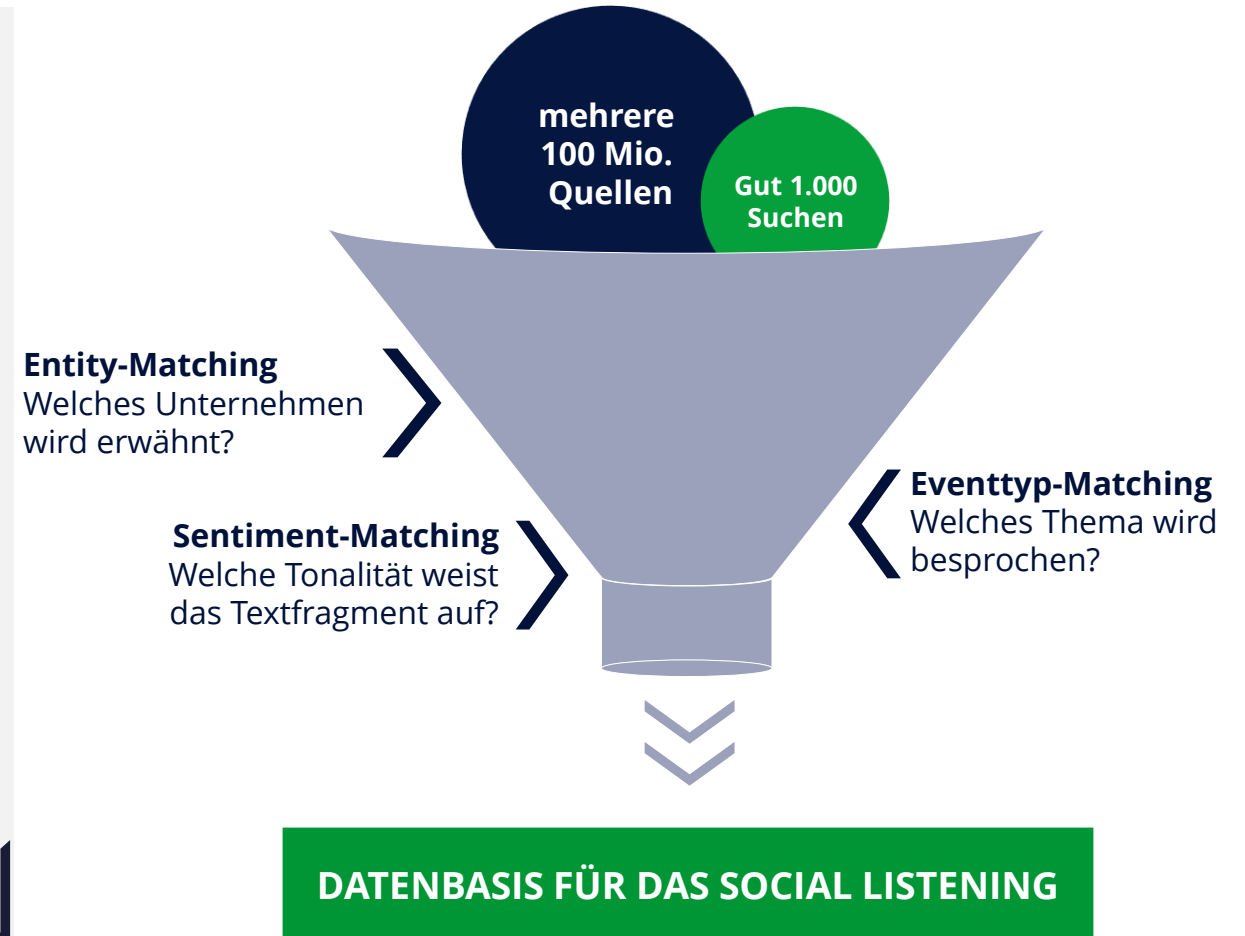 mehrere
100 Mio.
Quellen
Gut 1.000
Suchen
Entity-Matching
Welches Unternehmen
wird erwähnt?
Eventtyp-Matching
Welches Thema wird
besprochen?
Sentiment-Matching
Welche Tonalität weist
das Textfragment auf?
DATENBASIS FÜR DAS SOCIAL LISTENING